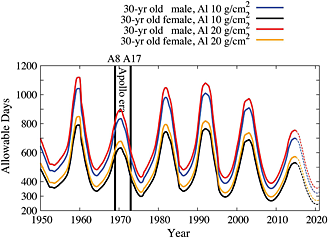 30-yr old male, Al 10 g/cm²
30-yr old female, Al 10 g/cm²
30-yr old male, Al 20 g/cm²
30-yr old female, Al 20 g/cm²
A8 A17
Apollo era
Allowable Days
1200
1000
800
600
400
300
200
1950 1960 1970 1980 1990 2000 2010 2020
Year